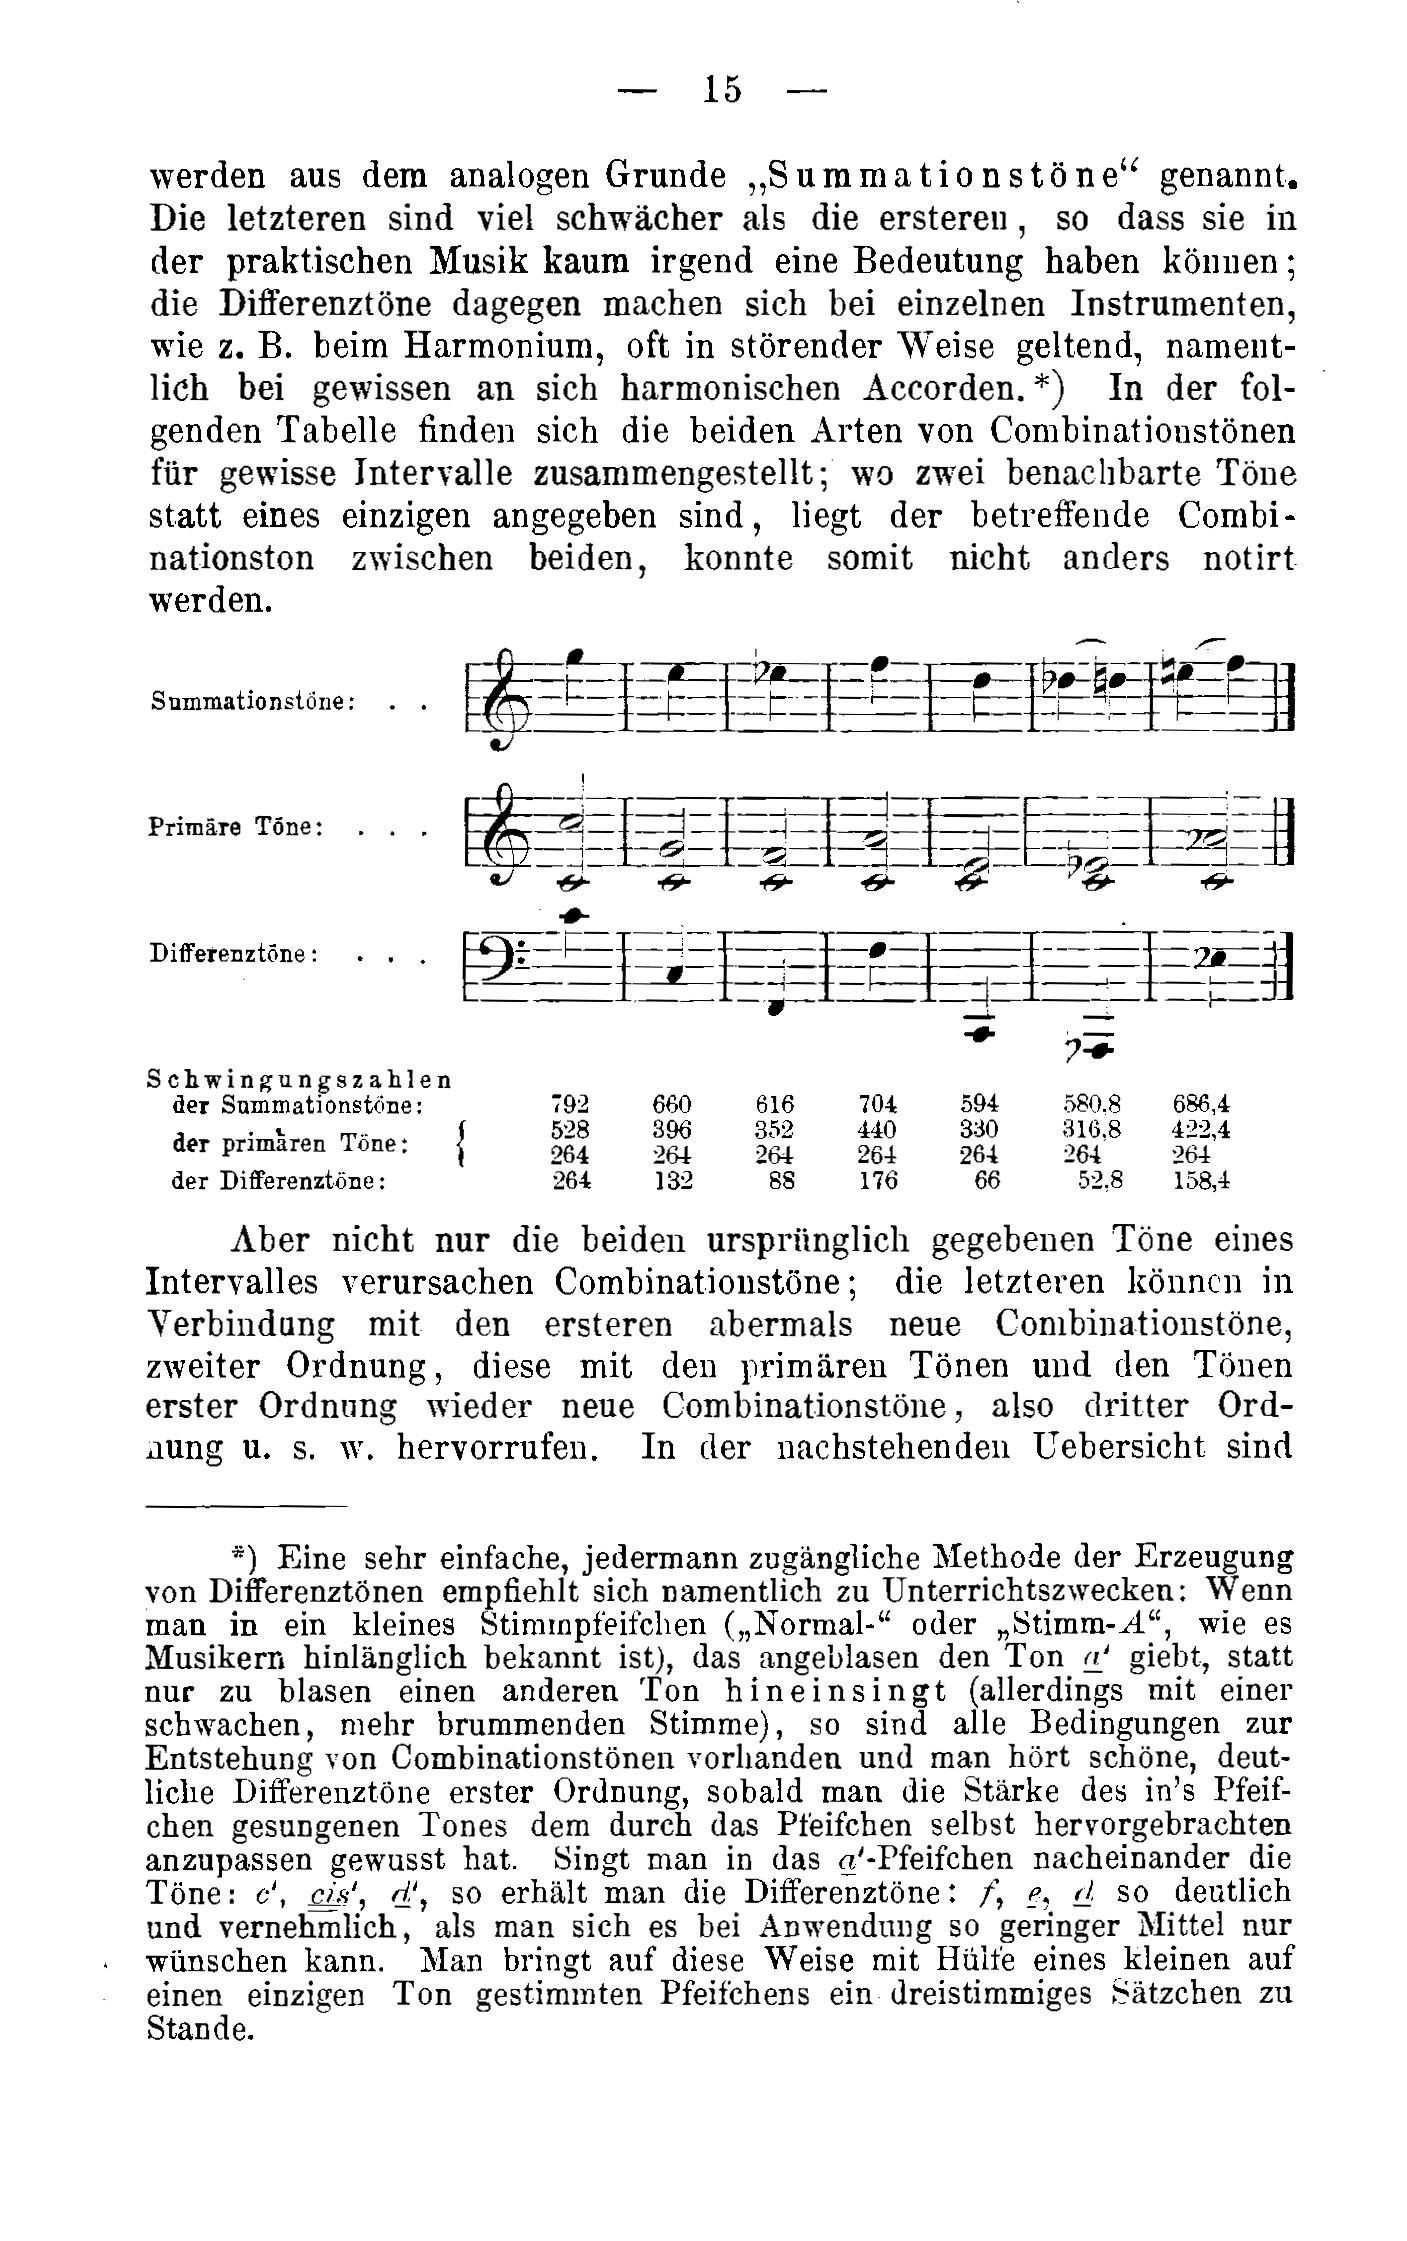 — 15 —
werden aus dem analogen Grunde „Summationstöne“ genannt.
Die letzteren sind viel schwächer als die ersteren, so dass sie in
der praktischen Musik kaum irgend eine Bedeutung haben können;
die Differenztöne dagegen machen sich bei einzelnen Instrumenten,
wie z. B. beim Harmonium, oft in störender Weise geltend, nament-
lich bei gewissen an sich harmonischen Accorden.*) In der fol-
genden Tabelle finden sich die beiden Arten von Combinationstönen
für gewisse Intervalle zusammengestellt; wo zwei benachbarte Töne
statt eines einzigen angegeben sind, liegt der betreffende Combi-
nationston zwischen beiden, konnte somit nicht anders notirt
werden.
Summationstöne: . .
Primäre Töne: . . .
Differenztöne: . . .
Schwingungszahlen
der Summationstöne: 792 660 616 704 594 580.8 686,4
der primären Töne: { 528 396 352 440 330 316,8 422,4
264 264 264 264 264 264 264
der Differenztöne: 264 132 88 176 66 52,8 158,4
Aber nicht nur die beiden ursprünglich gegebenen Töne eines
Intervalles verursachen Combinationstöne; die letzteren können in
Verbindung mit den ersteren abermals neue Combinationstöne,
zweiter Ordnung, diese mit den primären Tönen und den Tönen
erster Ordnung wieder neue Combinationstöne, also dritter Ord-
nung u. s. w. hervorrufen. In der nachstehenden Uebersicht sind
*) Eine sehr einfache, jedermann zugängliche Methode der Erzeugung
von Differenztönen empfiehlt sich namentlich zu Unterrichtszwecken: Wenn
man in ein kleines Stimmpfeifchen („Normal-“ oder „Stimm-A“, wie es
Musikern hinlänglich bekannt ist), das angeblasen den Ton a' giebt, statt
nur zu blasen einen anderen Ton hineinsingt (allerdings mit einer
schwachen, mehr brummenden Stimme), so sind alle Bedingungen zur
Entstehung von Combinationstönen vorhanden und man hört schöne, deut-
liche Differenztöne erster Ordnung, sobald man die Stärke des in's Pfeif-
chen gesungenen Tones dem durch das Pfeifchen selbst hervorgebrachten
anzupassen gewusst hat. Singt man in das a'-Pfeifchen nacheinander die
Töne: c', cis', d', so erhält man die Differenztöne: f, e, d so deutlich
und vernehmlich, als man sich es bei Anwendung so geringer Mittel nur
wünschen kann. Man bringt auf diese Weise mit Hülfe eines kleinen auf
einen einzigen Ton gestimmten Pfeifchens ein dreistimmiges Sätzchen zu
Stande.